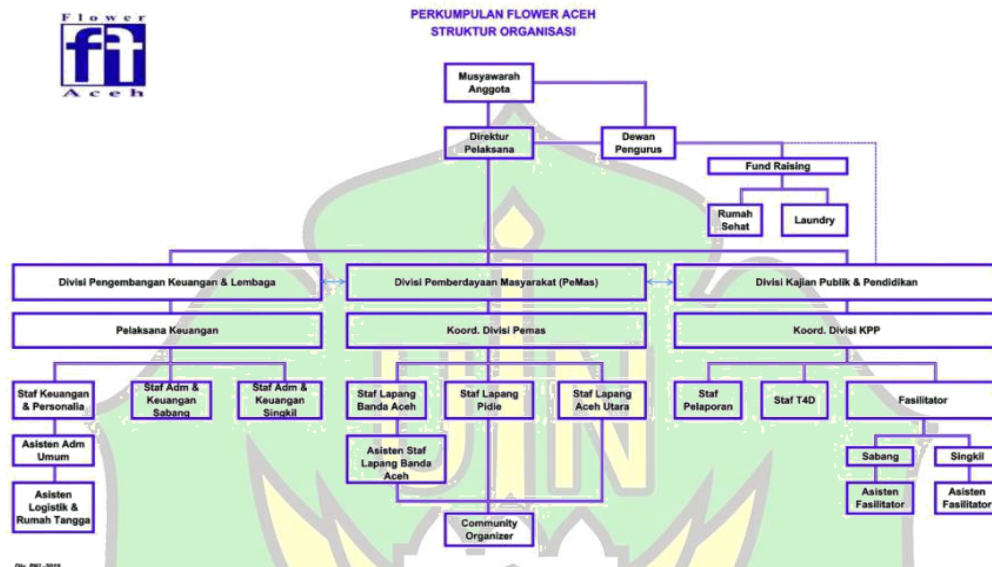 Flower
PERKUMPULAN FLOWER ACEH
STRUKTUR ORGANISASI
fa
Aceh
Musyawarah
Anggota
Direktur
Pelaksana
Dewan
Pengurus
Fund Raising
Rumah
Sehat
Laundry
Divisi Pengembangan Keuangan & Lembaga
Divisi Pemberdayaan Masyarakat (PeMas)
Divisi Kajian Publik & Pendidikan
Pelaksana Keuangan
Koord. Divisi Pemas
Koord. Divisi KPP
Staf Keuangan
& Personalia
Staf Adm &
Keuangan
Sabang
Staf Adm &
Keuangan
Singkil
Staf Lapang
Banda Aceh
Staf Lapang
Pidie
Staf Lapang
Aceh Utara
Staf
Pelaporan
Staf T4D
Fasilitator
Asisten Adm
Umum
Asisten Staf
Lapang Banda
Aceh
Sabang
Singkil
Asisten
Logistik &
Rumah Tangga
Asisten
Fasilitator
Asisten
Fasilitator
Community
Organizer
UIN